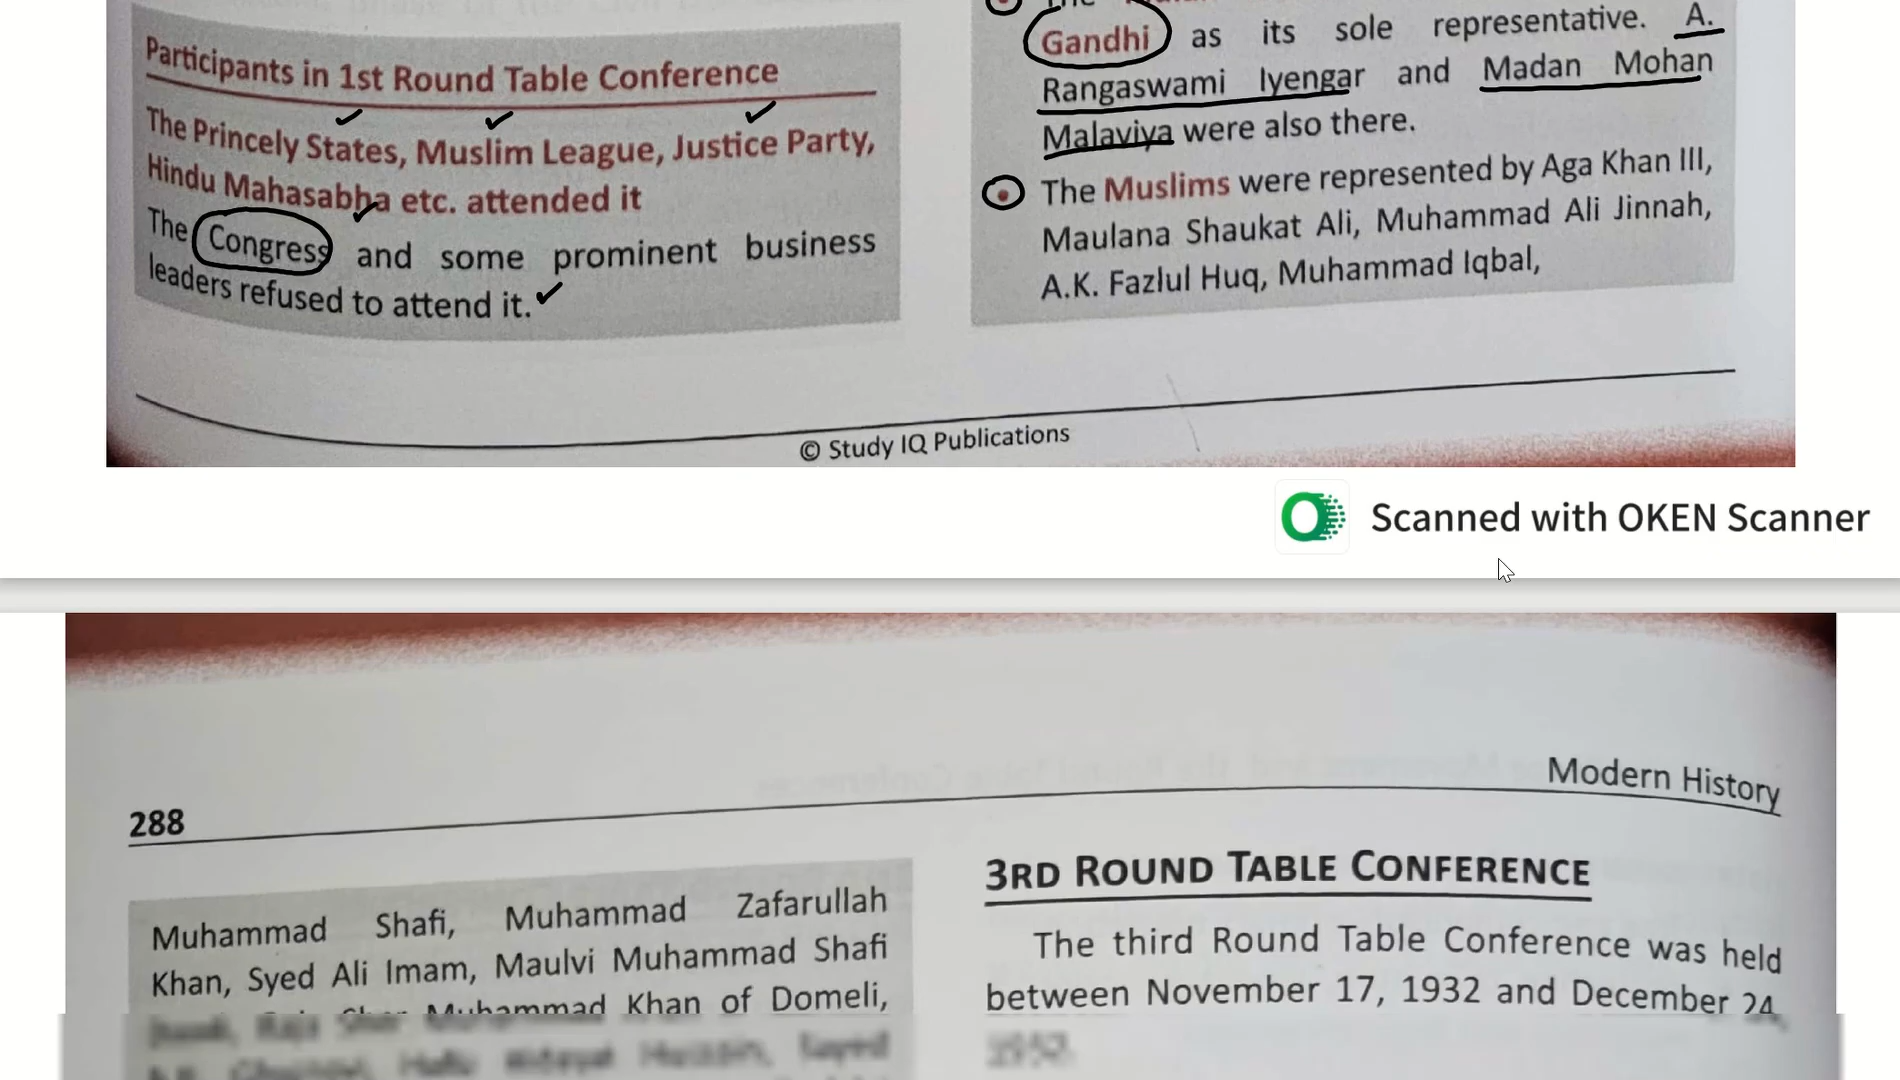 Participants in 1st Round Table Conference
The Princely States, Muslim League, Justice Party,
Hindu Mahasabha etc. attended it
The Congress and some prominent business
leaders refused to attend it.
Gandhi as its sole representative. A.
Rangaswami Iyengar and Madan Mohan
Malaviya were also there.
The Muslims were represented by Aga Khan III,
Maulana Shaukat Ali, Muhammad Ali Jinnah,
A.K. Fazlul Huq, Muhammad Iqbal,
© Study IQ Publications
Scanned with OKEN Scanner
288
Modern History
Muhammad Shafi, Muhammad Zafarullah
Khan, Syed Ali Imam, Maulvi Muhammad Shafi
Muhammad Khan of Domeli,
3RD ROUND TABLE CONFERENCE
The third Round Table Conference was held
between November 17, 1932 and December 24,